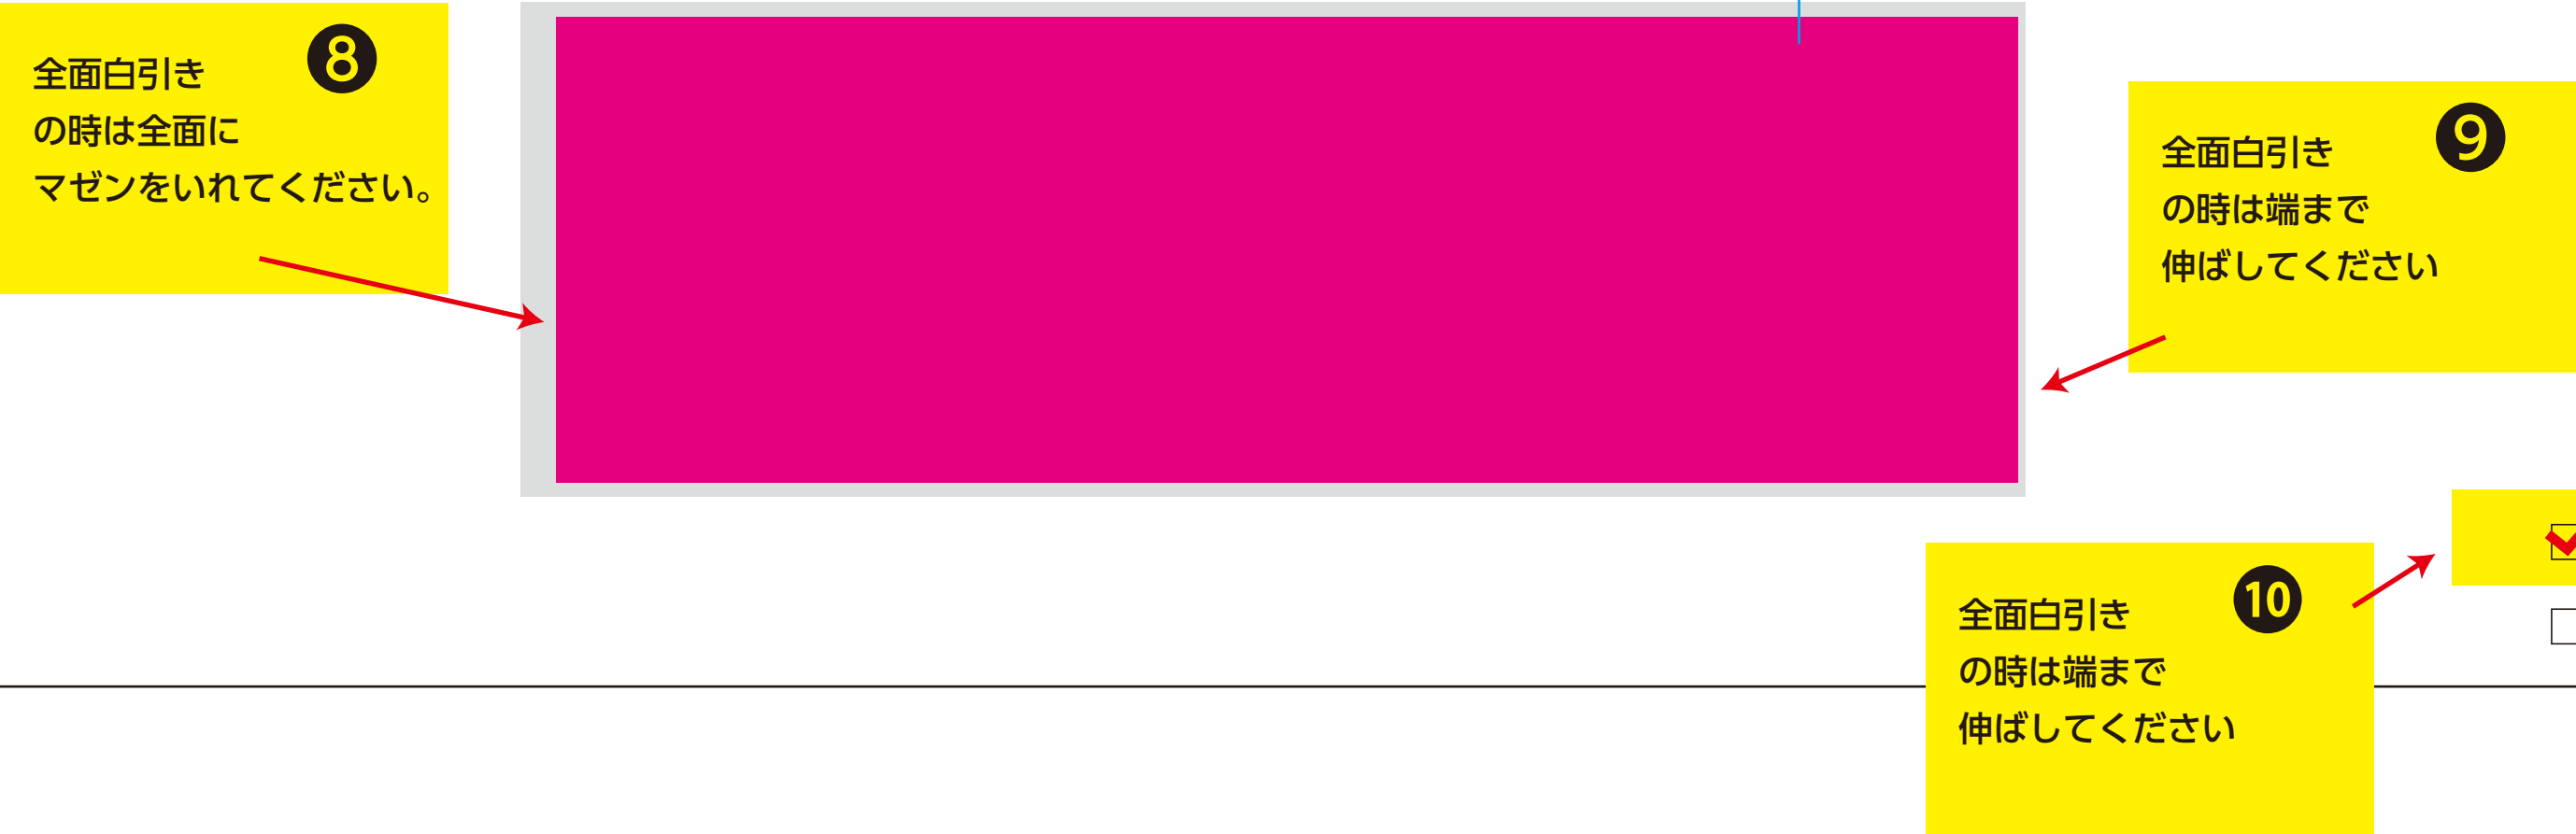 全面白引き
の時は全面に
マゼンをいれてください。
8
全面白引き
の時は端まで
伸ばしてください
9
全面白引き
の時は端まで
伸ばしてください
10